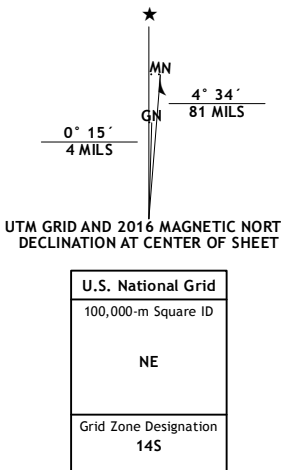 MN
GN
4° 34´
81 MILS
0° 15´
4 MILS
UTM GRID AND 2016 MAGNETIC NORT
DECLINATION AT CENTER OF SHEET
U.S. National Grid
100,000-m Square ID
NE
Grid Zone Designation
14S